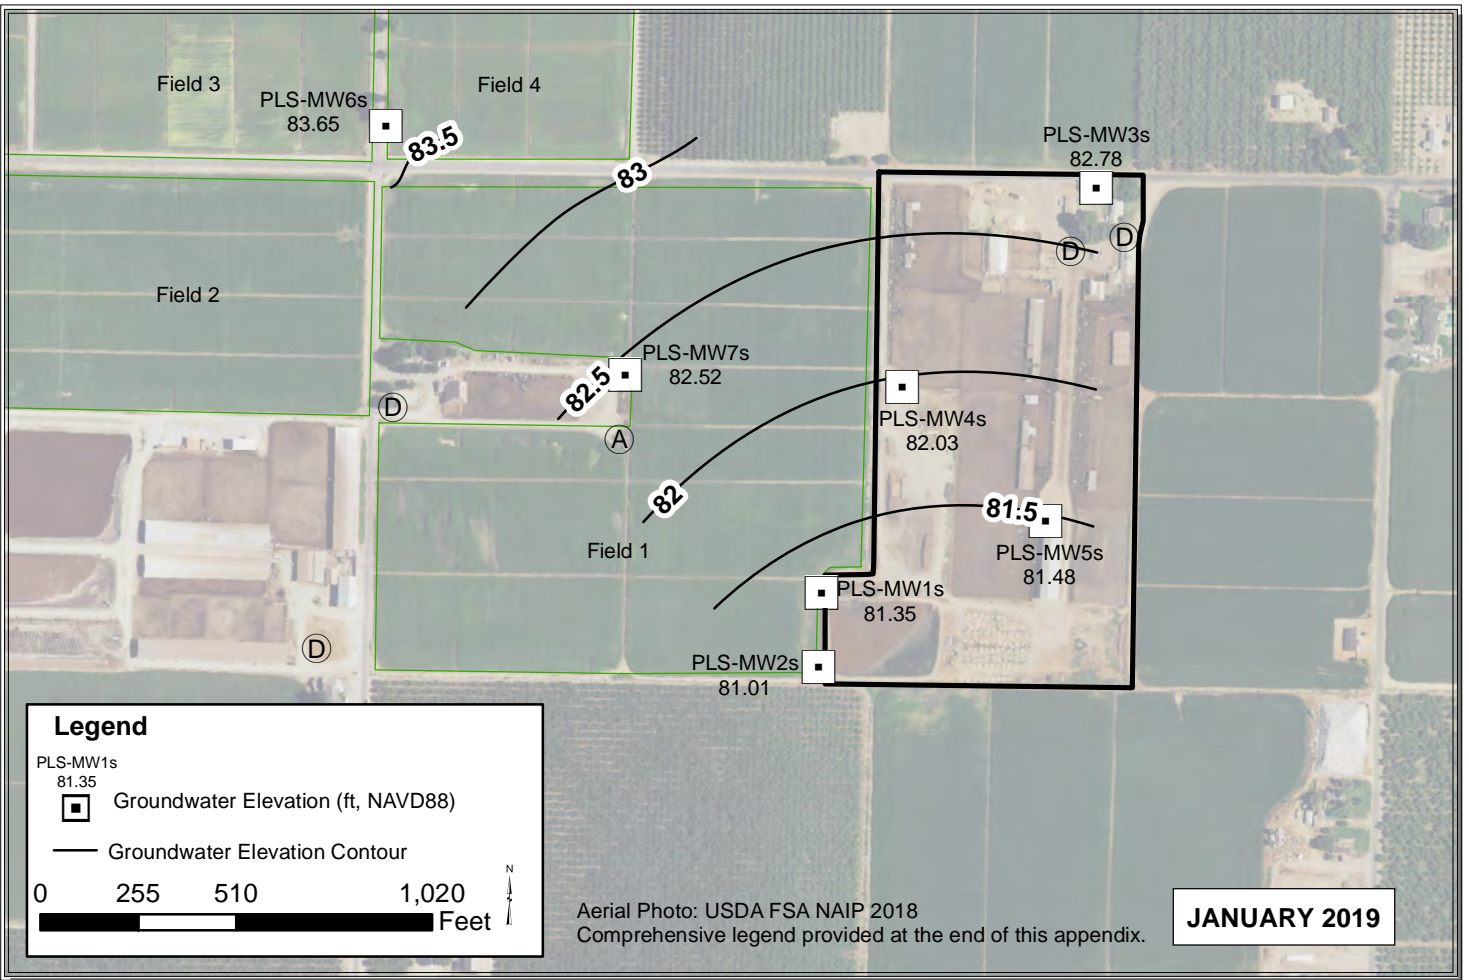 Field 3
Field 4
PLS-MW6s
83.65
83.5
PLS-MW3s
82.78
83
D
D
Field 2
PLS-MW7s
82.52
82.5
D
A
PLS-MW4s
82.03
82
81.5
Field 1
PLS-MW5s
81.48
PLS-MW1s
81.35
D
PLS-MW2s
81.01
Legend
PLS-MW1s
81.35
Groundwater Elevation (ft, NAVD88)
Groundwater Elevation Contour
N
0 255 510 1,020
Feet
Aerial Photo: USDA FSA NAIP 2018
Comprehensive legend provided at the end of this appendix.
JANUARY 2019